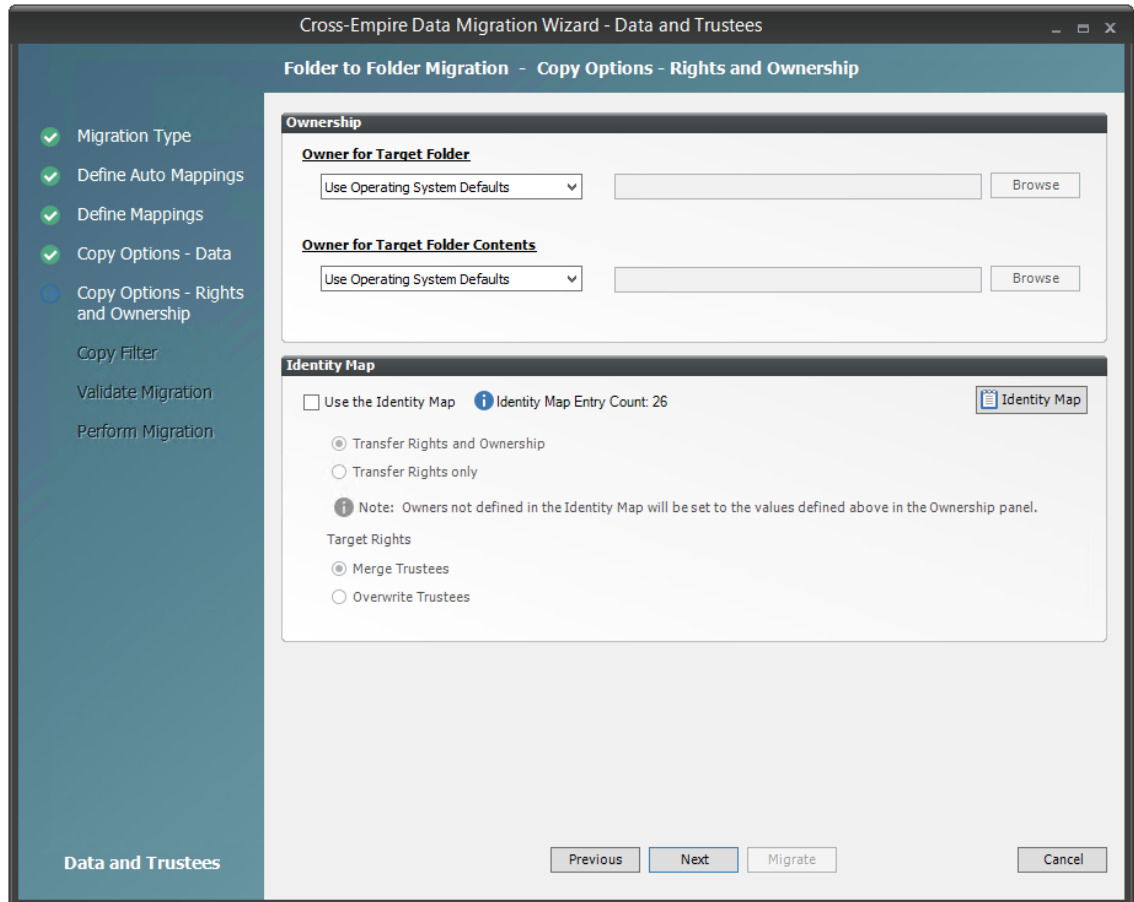 Cross-Empire Data Migration Wizard - Data and Trustees
Folder to Folder Migration - Copy Options - Rights and Ownership
Migration Type
Define Auto Mappings
Define Mappings
Copy Options - Data
Copy Options - Rights
and Ownership
Copy Filter
Validate Migration
Perform Migration
Data and Trustees
Ownership
Owner for Target Folder
Use Operating System Defaults
Browse
Owner for Target Folder Contents
Use Operating System Defaults
Browse
Identity Map
Use the Identity Map Identity Map Entry Count: 26 Identity Map
Transfer Rights and Ownership
Transfer Rights only
Note: Owners not defined in the Identity Map will be set to the values defined above in the Ownership panel.
Target Rights
Merge Trustees
Overwrite Trustees
Previous Next Migrate Cancel